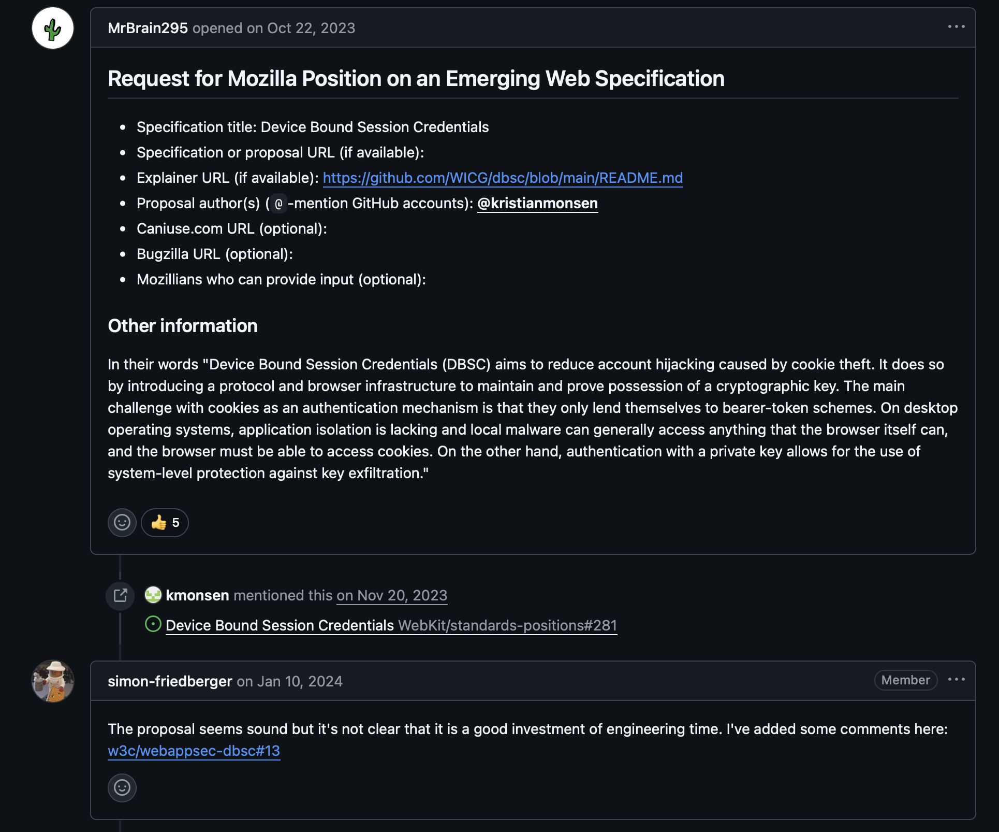 MrBrain295 opened on Oct 22, 2023
Request for Mozilla Position on an Emerging Web Specification
Specification title: Device Bound Session Credentials
Specification or proposal URL (if available):
Explainer URL (if available): https://github.com/WICG/dbsc/blob/main/README.md
Proposal author(s) (@-mention GitHub accounts): @kristianmonsen
Caniuse.com URL (optional):
Bugzilla URL (optional):
Mozillians who can provide input (optional):
Other information
In their words "Device Bound Session Credentials (DBSC) aims to reduce account hijacking caused by cookie theft. It does so
by introducing a protocol and browser infrastructure to maintain and prove possession of a cryptographic key. The main
challenge with cookies as an authentication mechanism is that they only lend themselves to bearer-token schemes. On desktop
operating systems, application isolation is lacking and local malware can generally access anything that the browser itself can,
and the browser must be able to access cookies. On the other hand, authentication with a private key allows for the use of
system-level protection against key exfiltration."
👍 5
kmonsen mentioned this on Nov 20, 2023
Device Bound Session Credentials WebKit/standards-positions#281
simon-friedberger on Jan 10, 2024 Member
The proposal seems sound but it's not clear that it is a good investment of engineering time. I've added some comments here:
w3c/webappsec-dbsc#13